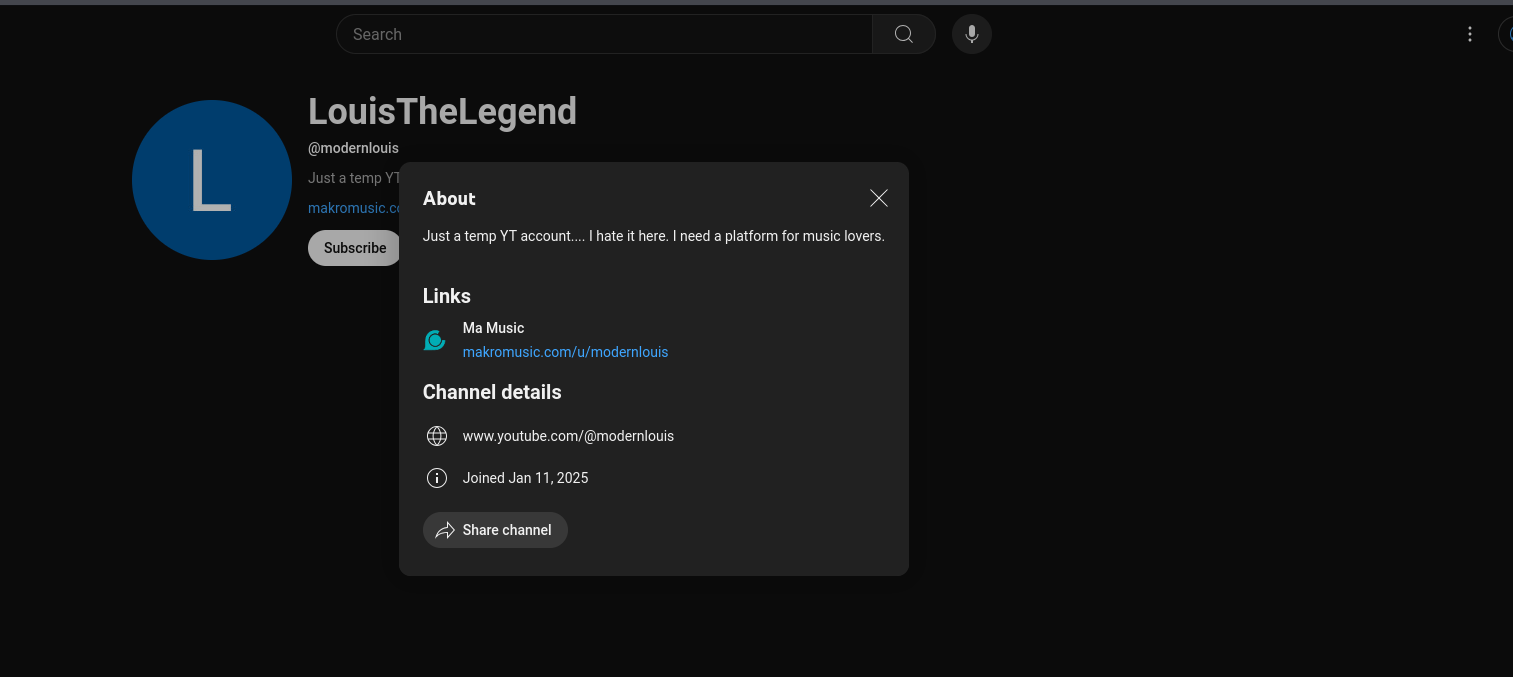 Search
LouisTheLegend
@modernlouis
Just a temp YT
makromusic.co
Subscribe
L
About
Just a temp YT account.... I hate it here. I need a platform for music lovers.
Links
Ma Music
makromusic.com/u/modernlouis
Channel details
www.youtube.com/@modernlouis
Joined Jan 11, 2025
Share channel